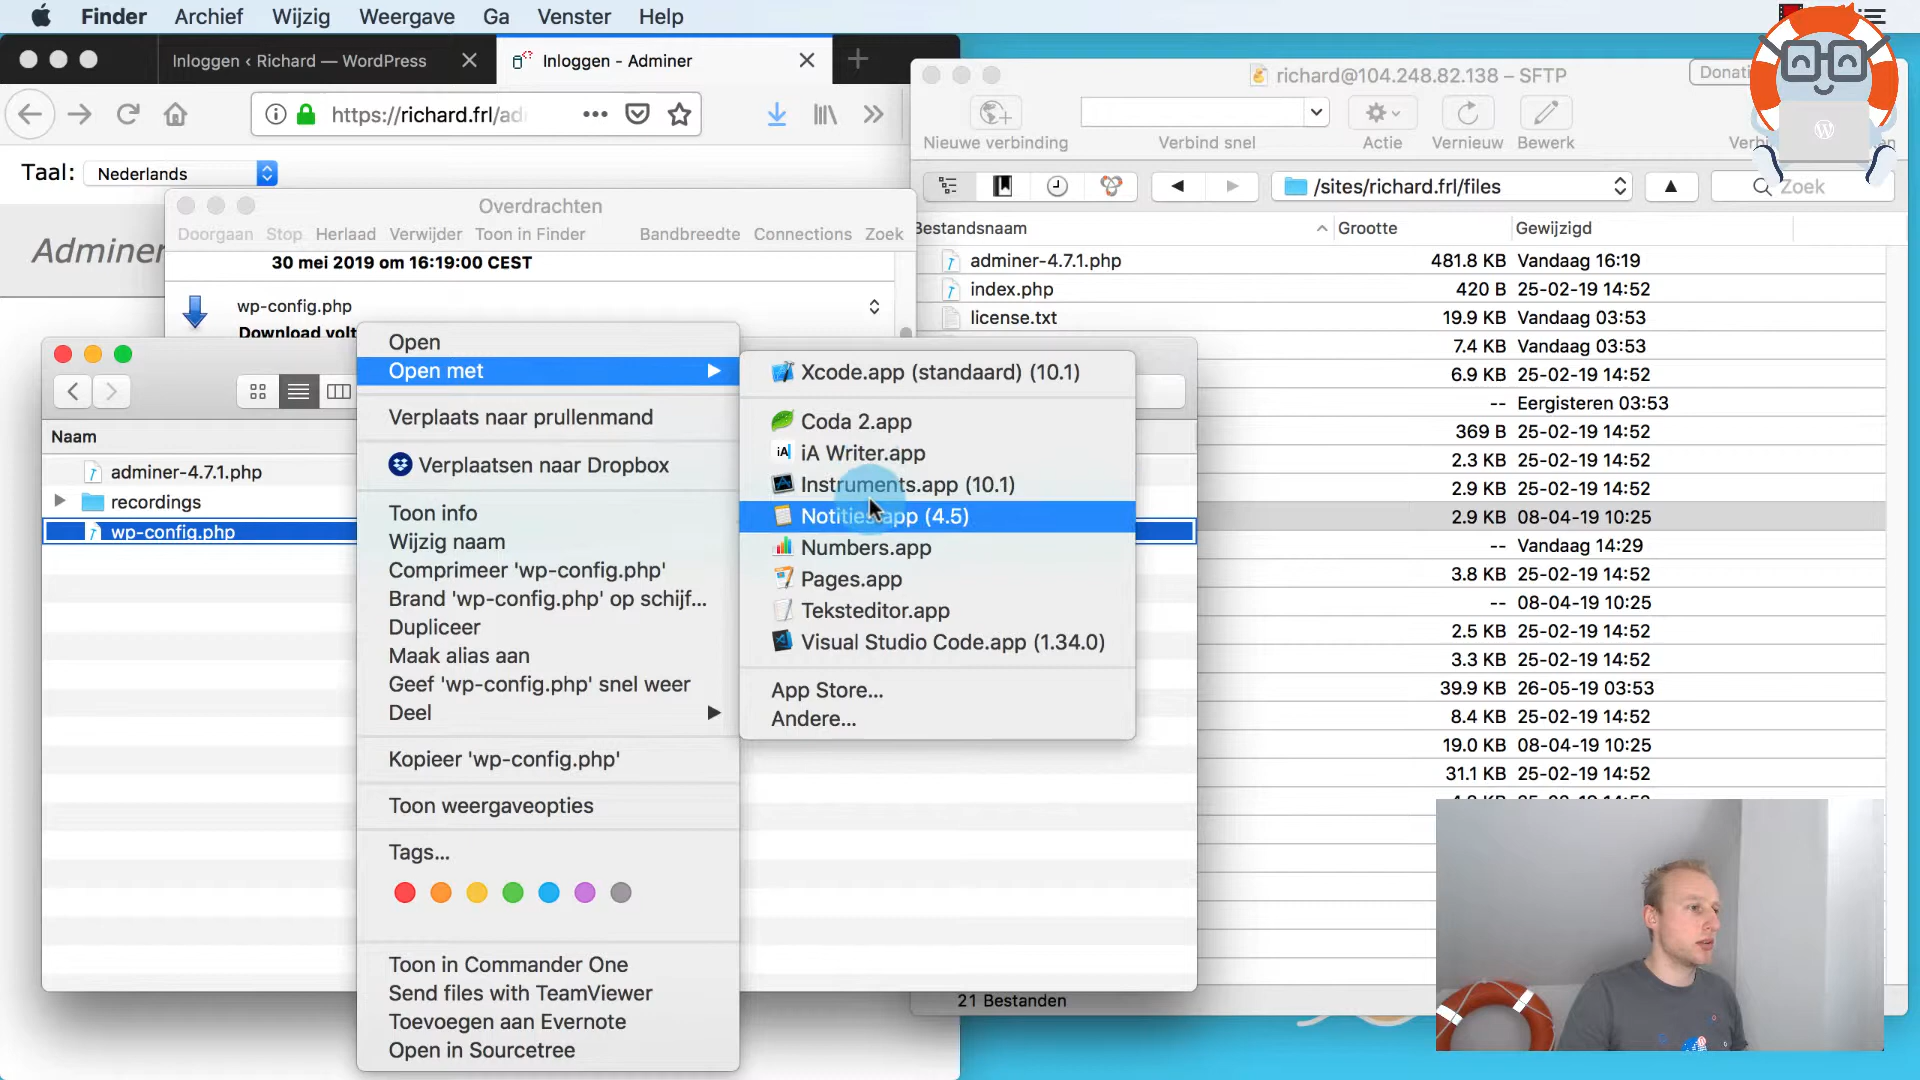 Finder Archief Wijzig Weergave Ga Venster Help
Inloggen ‹ Richard — WordPress
Inloggen - Adminer
https://richard.frl/ad
Taal: Nederlands
Adminer
Overdrachten
Doorgaan Stop Herlaad Verwijder Toon in Finder Bandbreedte Connections Zoek
30 mei 2019 om 16:19:00 CEST
wp-config.php
Download volt
richard@104.248.82.138 – SFTP
Donati
Nieuwe verbinding Verbind snel Actie Vernieuw Bewerk
/sites/richard.frl/files
Zoek
Bestandsnaam Grootte Gewijzigd
adminer-4.7.1.php 481.8 KB Vandaag 16:19
index.php 420 B 25-02-19 14:52
license.txt 19.9 KB Vandaag 03:53
7.4 KB Vandaag 03:53
6.9 KB 25-02-19 14:52
-- Eergisteren 03:53
369 B 25-02-19 14:52
2.3 KB 25-02-19 14:52
2.9 KB 25-02-19 14:52
2.9 KB 08-04-19 10:25
-- Vandaag 14:29
3.8 KB 25-02-19 14:52
-- 08-04-19 10:25
2.5 KB 25-02-19 14:52
3.3 KB 25-02-19 14:52
39.9 KB 26-05-19 03:53
8.4 KB 25-02-19 14:52
19.0 KB 08-04-19 10:25
31.1 KB 25-02-19 14:52
21 Bestanden
Naam
adminer-4.7.1.php
recordings
wp-config.php
Open
Open met
Verplaats naar prullenmand
Verplaatsen naar Dropbox
Toon info
Wijzig naam
Comprimeer 'wp-config.php'
Brand 'wp-config.php' op schijf...
Dupliceer
Maak alias aan
Geef 'wp-config.php' snel weer
Deel
Kopieer 'wp-config.php'
Toon weergaveopties
Tags...
Toon in Commander One
Send files with TeamViewer
Toevoegen aan Evernote
Open in Sourcetree
Xcode.app (standaard) (10.1)
Coda 2.app
iA Writer.app
Instruments.app (10.1)
Notities.app (4.5)
Numbers.app
Pages.app
Teksteditor.app
Visual Studio Code.app (1.34.0)
App Store...
Andere...